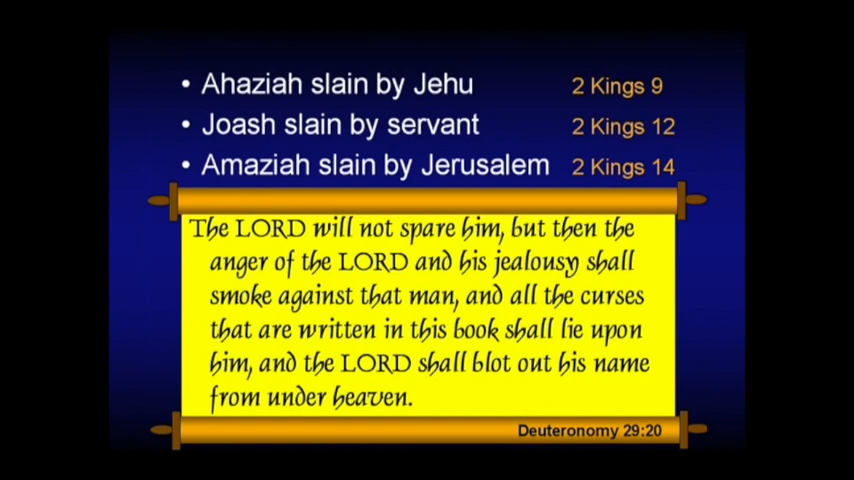 • Ahaziah slain by Jehu 2 Kings 9
• Joash slain by servant 2 Kings 12
• Amaziah slain by Jerusalem 2 Kings 14
The LORD will not spare him, but then the
anger of the LORD and his jealousy shall
smoke against that man, and all the curses
that are written in this book shall lie upon
him, and the LORD shall blot out his name
from under heaven.
Deuteronomy 29:20